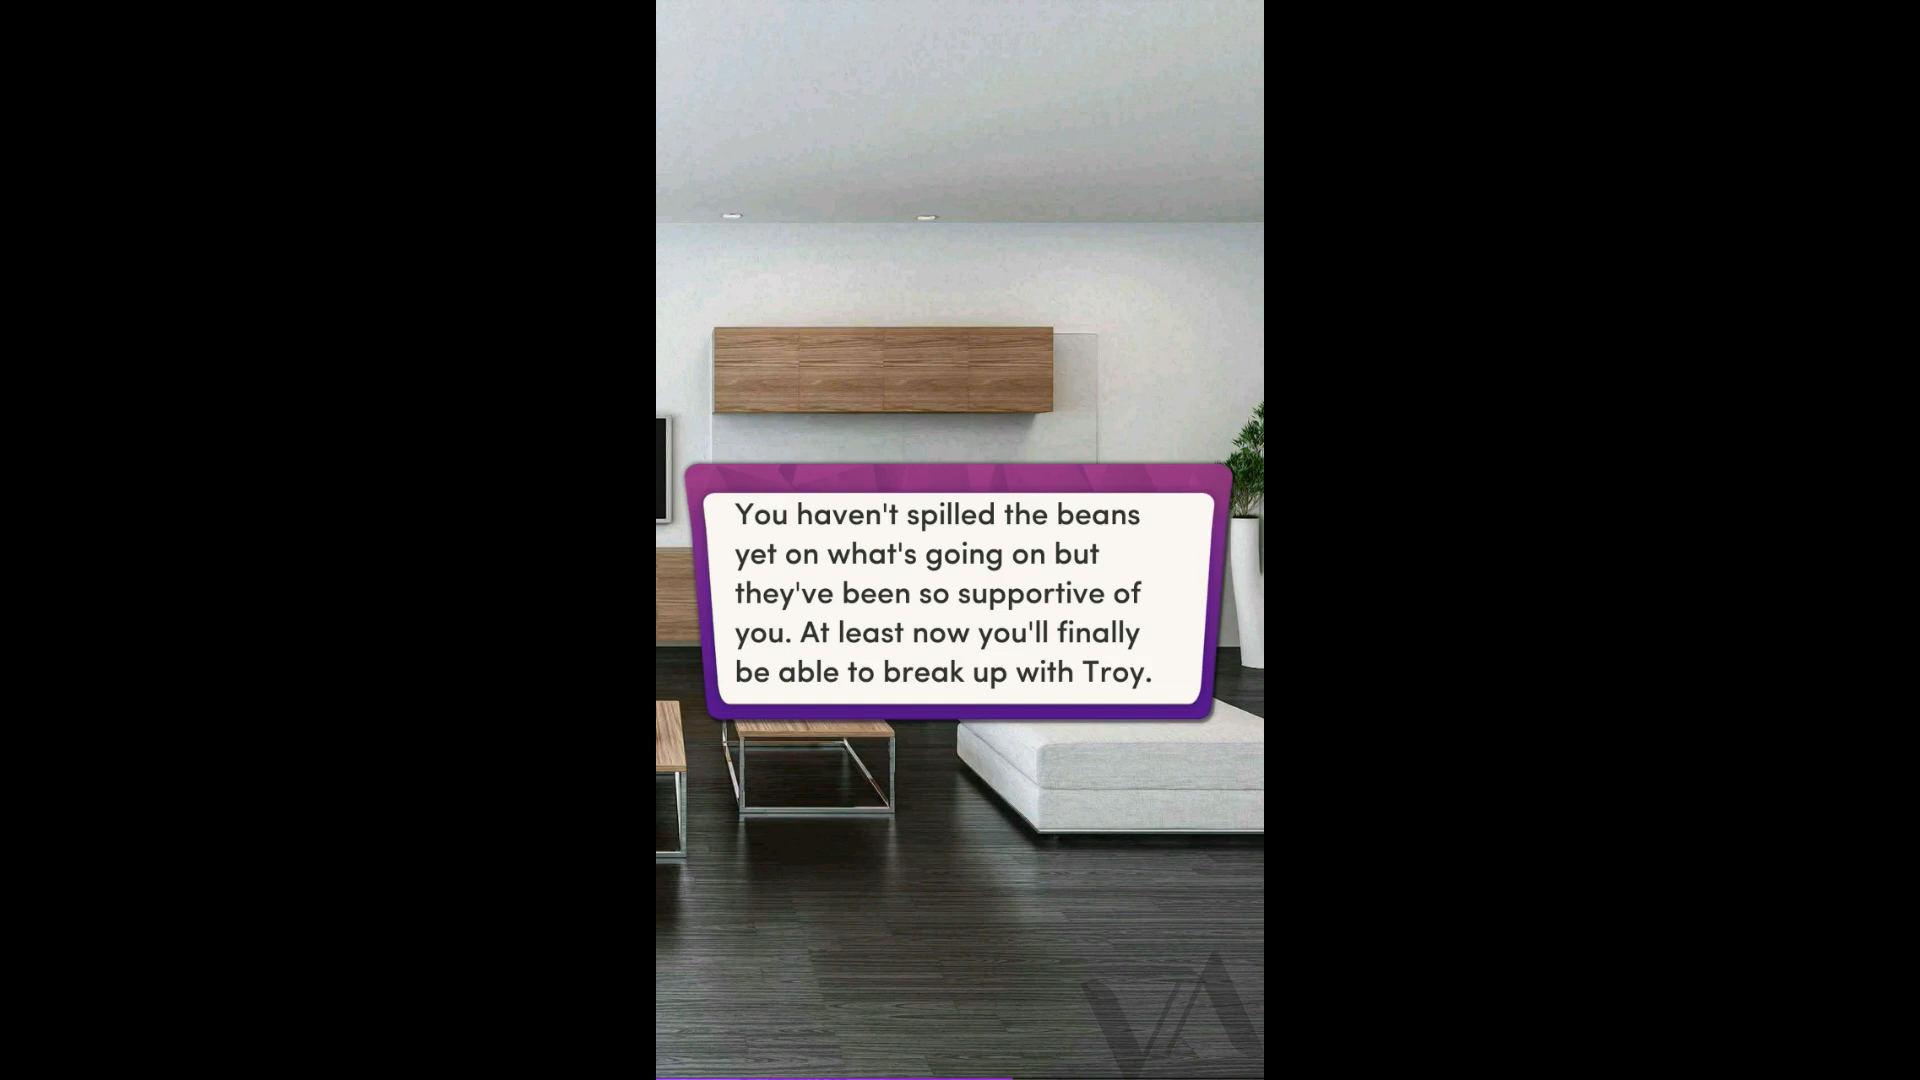 You haven't spilled the beans
yet on what's going on but
they've been so supportive of
you. At least now you'll finally
be able to break up with Troy.